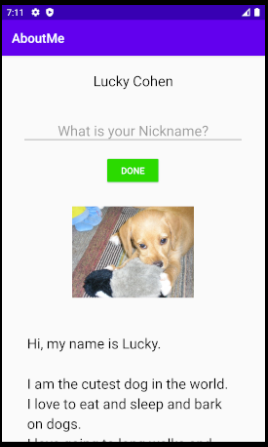 7:11
AboutMe
Lucky Cohen
What is your Nickname?
DONE
Hi, my name is Lucky.
I am the cutest dog in the world.
I love to eat and sleep and bark
on dogs.